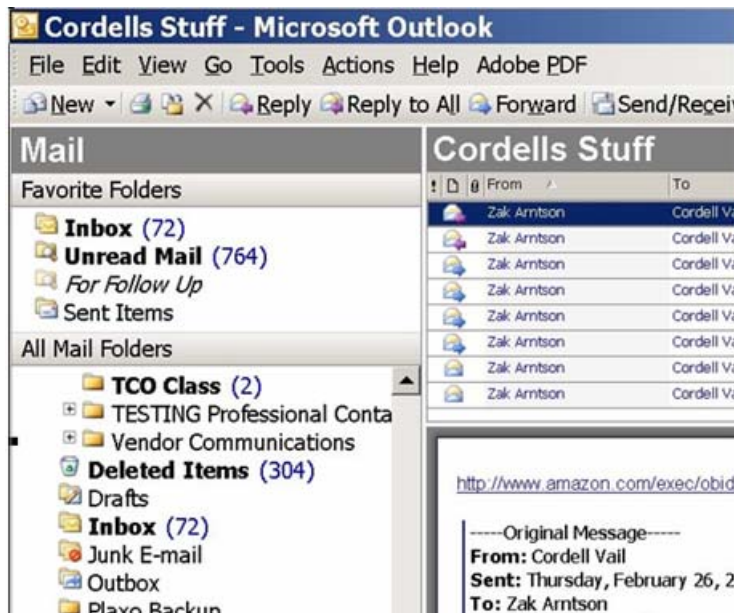 Cordells Stuff - Microsoft Outlook
File Edit View Go Tools Actions Help Adobe PDF
New Reply Reply to All Forward
Mail
Favorite Folders
Inbox (72)
Unread Mail (764)
For Follow Up
Sent Items
All Mail Folders
TCO Class (2)
TESTING Professional Conta
Vendor Communications
Deleted Items (304)
Drafts
Inbox (72)
Junk E-mail
Outbox
Plaxo Backup
Cordells Stuff
! From To
Zak Arntson Cordell Va
Zak Arntson Cordell Va
Zak Arntson Cordell Va
Zak Arntson Cordell Va
Zak Arntson Cordell Va
Zak Arntson Cordell Va
Zak Arntson Cordell Va
Zak Arntson Cordell Va
http://www.amazon.com/exec/obid
-----Original Message-----
From: Cordell Vail
Sent: Thursday, February 26, 2
To: Zak Arntson